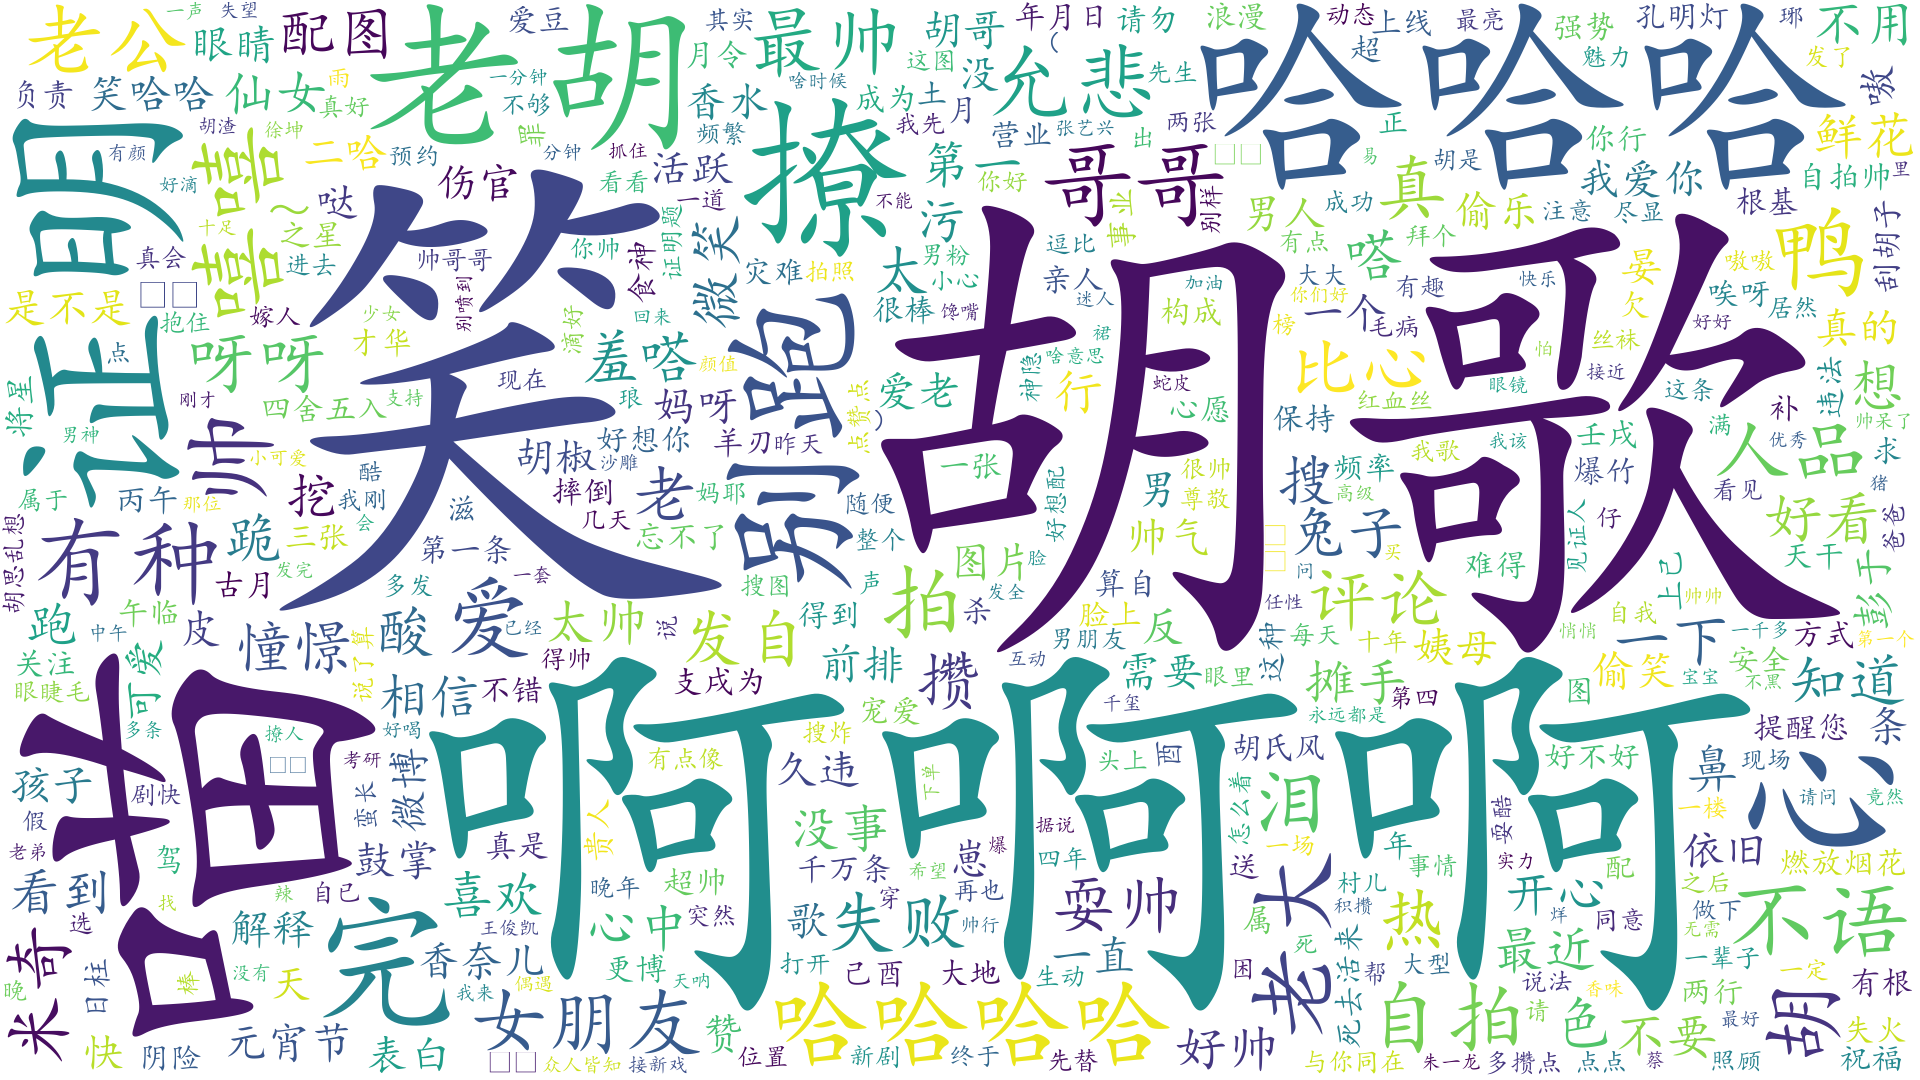 胡歌
笑
啊啊啊
哈哈哈
老胡
撩
描
明
证
别跑
有种
心
哥哥
最帅
允悲
老公
眼睛
配图
爱豆
其实
年月日
请勿
浪漫
动态
上线
最亮
孔明灯
强势
不用
一声
失望
月令
胡哥
没
这图
先生
超
魅力
发了
负责
笑哈哈
仙女
雨
真好
一分钟
不够
香水
啥时候
成为
土
月
我先
频繁
营业
张艺兴
出
两张
正
你行
鲜花
嗷
胡渣
徐坤
罪
有颜
好滴
嘻嘻
二哈
预约
分钟
抓住
看看
伤官
活跃
第一
你好
污
胡是
易
我爱你
自拍帅
里
真
偷乐
注意
尽显
根基
男人
成功
别样
事业
十足
之星
进去
哒
一道
不能
真会
你帅
帅哥哥
食神
证明题
微笑
灾难
拍照
太
男粉
小心
逗比
亲人
有点
拜个
嗒
鸭
刮胡子
是不是
抱住
嫁人
少女
别喷到
回来
很棒
馋嘴
加油
迷人
大大
你们好
有趣
快乐
晏
嗷嗷
唉呀
居然
呀呀
才华
滴好
羞嗒
颜值
构成
榜
一个
毛病
欠
丝袜
好好
真的
点
将星
刚才
四舍五入
支持
现在
琅
妈呀
爱老
神隐
啥意思
裙
行
比心
怕
接近
这条
违法
想
帅
男神
小可爱
好想你
羊刃
昨天
点赞点
蛇皮
心愿
保持
红血丝
眼镜
补
帅呆了
胡椒
沙雕
酷
我刚
挖
摔倒
老
妈耶
一张
很帅
尊敬
男
搜
频率
我歌
我该
高级
壬戌
满
人品
优秀
求
属于
丙午
那位
会
滋
几天
随便
好想配
爆竹
看见
猪
胡思乱想
跪
三张
第一条
忘不了
整个
帅气
兔子
仔
见证人
好看
爸爸
古月
发完
多发
一套
搜图
声
图片
脸
问
买
难得
天干
跑
午临
皮
中午
酸
爱
已经
太帅
得到
发全
杀
算自
脸上
任性
评论
上己
自我
帅帅
彭于
关注
可爱
憧憬
说了算
得帅
发自
说
拍
反
男朋友
每天
十年
悄悄
一下
一千多
方式
第一个
眼睫毛
相信
不错
支戌为
前排
攒
互动
需要
眼里
这种
摊手
姨母
偷笑
宝宝
安全
不黑
知道
多条
撩人
好喝
宠爱
千玺
永远都是
第四
图
提醒您
条
孩子
剧快
考研
微博
有点像
搜炸
久违
下单
头上
酉
胡氏风
好不好
鼻
现场
请问
竟然
假
蛮长
老弟
驾
鼓掌
真是
贵人
没事
崽
爆
据说
四年
怎么看
泪
一场
年
耍酷
一楼
依旧
燃放烟花
看到
找
辣
自己
喜欢
晚年
超帅
千万条
希望
穿
再也
送
老大
村儿
事情
实力
配
之后
米奇
选
棒
解释
完
王俊凯
心中
突然
歌
失败
帅行
耍帅
属
积攒
热
开心
烊
同意
做下
无需
不语
晚
日柱
没有
天
香奈儿
我来
偶遇
更博
天呐
打开
己酉
大地
生动
一直
困
死
死去活来
帮
大型
最近
说法
香味
一辈子
一定
有根
快
阴险
元宵节
表白
女朋友
赞
哈哈哈哈
好帅
自拍
请
色
两行
不要
最好
胡
失火
众人皆知
接新戏
位置
新剧
终于
先替
与你同在
朱一龙
多攒点
点点
蔡
照顾
祝福